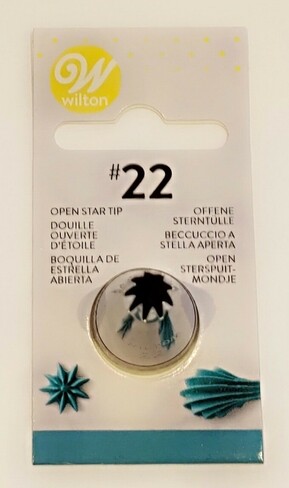 W
wilton
#22
OPEN STAR TIP
DOUILLE
OUVERTE
D'ÉTOILE
BOQUILLA DE
ESTRELLA
ABIERTA
OFFENE
STERNTULLE
BECCUCCIO A
STELLA APERTA
OPEN
STERSPUIT-
MONDJE